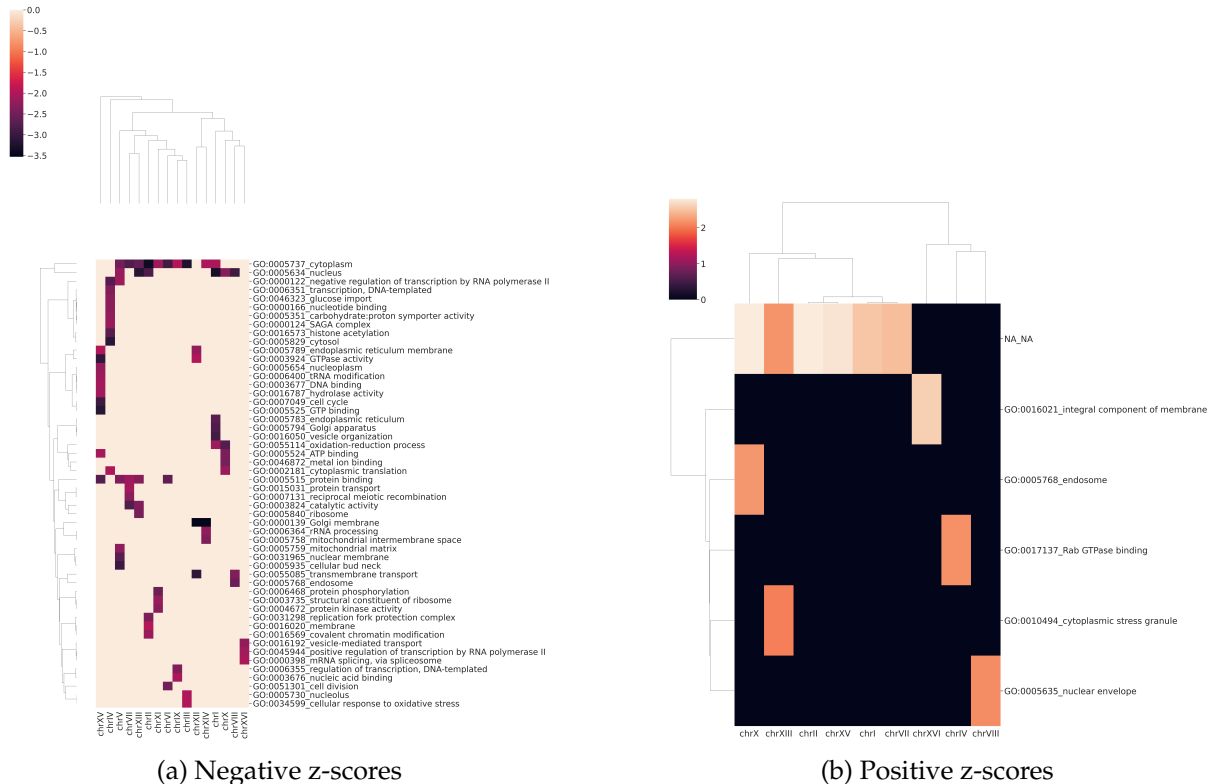 0.0
−0.5
−1.0
−1.5
−2.0
−2.5
−3.0
−3.5
GO:0005737_cytoplasm
GO:0005634_nucleus
GO:0000122_negative regulation of transcription by RNA polymerase II
GO:0006351_transcription, DNA-templated
GO:0046323_glucose import
GO:0000166_nucleotide binding
GO:0005351_carbohydrate:proton symporter activity
GO:0000124_SAGA complex
GO:0016573_histone acetylation
GO:0005829_cytosol
GO:0005789_endoplasmic reticulum membrane
GO:0003924_GTPase activity
GO:0005654_nucleoplasm
GO:0006400_tRNA modification
GO:0003677_DNA binding
GO:0016787_hydrolase activity
GO:0007049_cell cycle
GO:0005525_GTP binding
GO:0005783_endoplasmic reticulum
GO:0005794_Golgi apparatus
GO:0016050_vesicle organization
GO:0055114_oxidation-reduction process
GO:0005524_ATP binding
GO:0046872_metal ion binding
GO:0002181_cytoplasmic translation
GO:0005515_protein binding
GO:0015031_protein transport
GO:0007131_reciprocal meiotic recombination
GO:0003824_catalytic activity
GO:0005840_ribosome
GO:0000139_Golgi membrane
GO:0006364_rRNA processing
GO:0005758_mitochondrial intermembrane space
GO:0005759_mitochondrial matrix
GO:0031965_nuclear membrane
GO:0005935_cellular bud neck
GO:0055085_transmembrane transport
GO:0005768_endosome
GO:0006468_protein phosphorylation
GO:0003735_structural constituent of ribosome
GO:0004672_protein kinase activity
GO:0031298_replication fork protection complex
GO:0016020_membrane
GO:0016569_covalent chromatin modification
GO:0016192_vesicle-mediated transport
GO:0045944_positive regulation of transcription by RNA polymerase II
GO:0000398_mRNA splicing, via spliceosome
GO:0006355_regulation of transcription, DNA-templated
GO:0003676_nucleic acid binding
GO:0051301_cell division
GO:0005730_nucleolus
GO:0034599_cellular response to oxidative stress
chrXV
chrIV
chrV
chrVII
chrXIII
chrII
chrXI
chrVI
chrIX
chrIII
chrXII
chrXIV
chrI
chrX
chrVIII
chrXVI
(a) Negative z-scores
2
1
0
NA_NA
GO:0016021_integral component of membrane
GO:0005768_endosome
GO:0017137_Rab GTPase binding
GO:0010494_cytoplasmic stress granule
GO:0005635_nuclear envelope
chrX chrXIII chrII chrXV chrI chrVII chrXVI chrIV chrVIII
(b) Positive z-scores